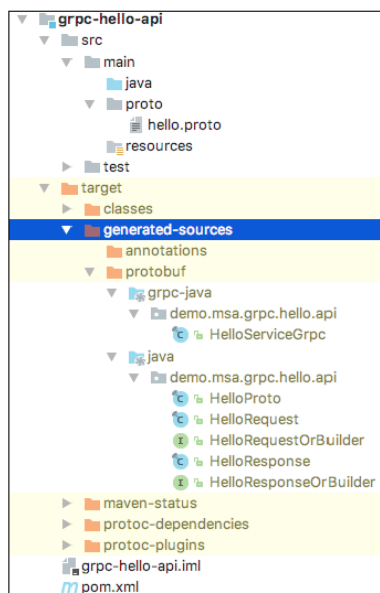 grpc-hello-api
src
main
java
proto
hello.proto
resources
test
target
classes
generated-sources
annotations
protobuf
grpc-java
demo.msa.grpc.hello.api
HelloServiceGrpc
java
demo.msa.grpc.hello.api
HelloProto
HelloRequest
HelloRequestOrBuilder
HelloResponse
HelloResponseOrBuilder
maven-status
protoc-dependencies
protoc-plugins
grpc-hello-api.iml
pom.xml